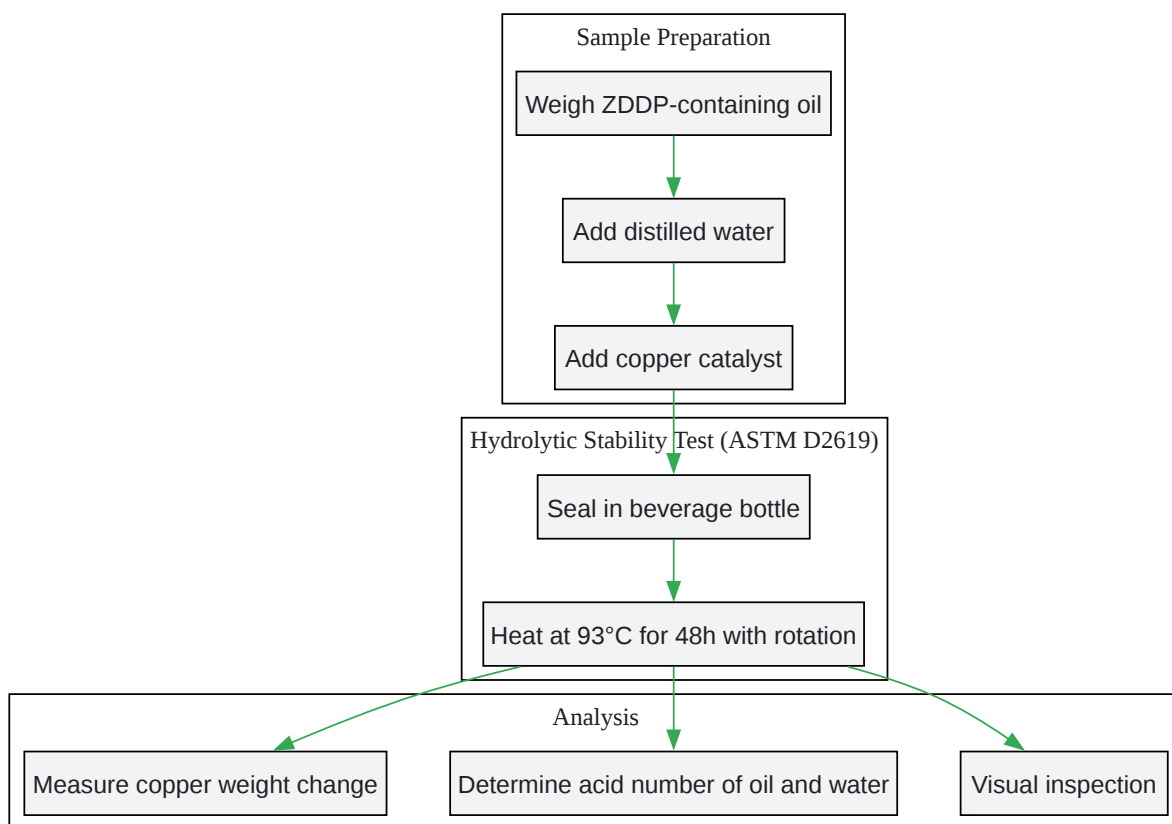 Sample Preparation
Weigh ZDDP-containing oil
Add distilled water
Add copper catalyst
Hydrolytic Stability Test (ASTM D2619)
Seal in beverage bottle
Heat at 93°C for 48h with rotation
Analysis
Measure copper weight change
Determine acid number of oil and water
Visual inspection